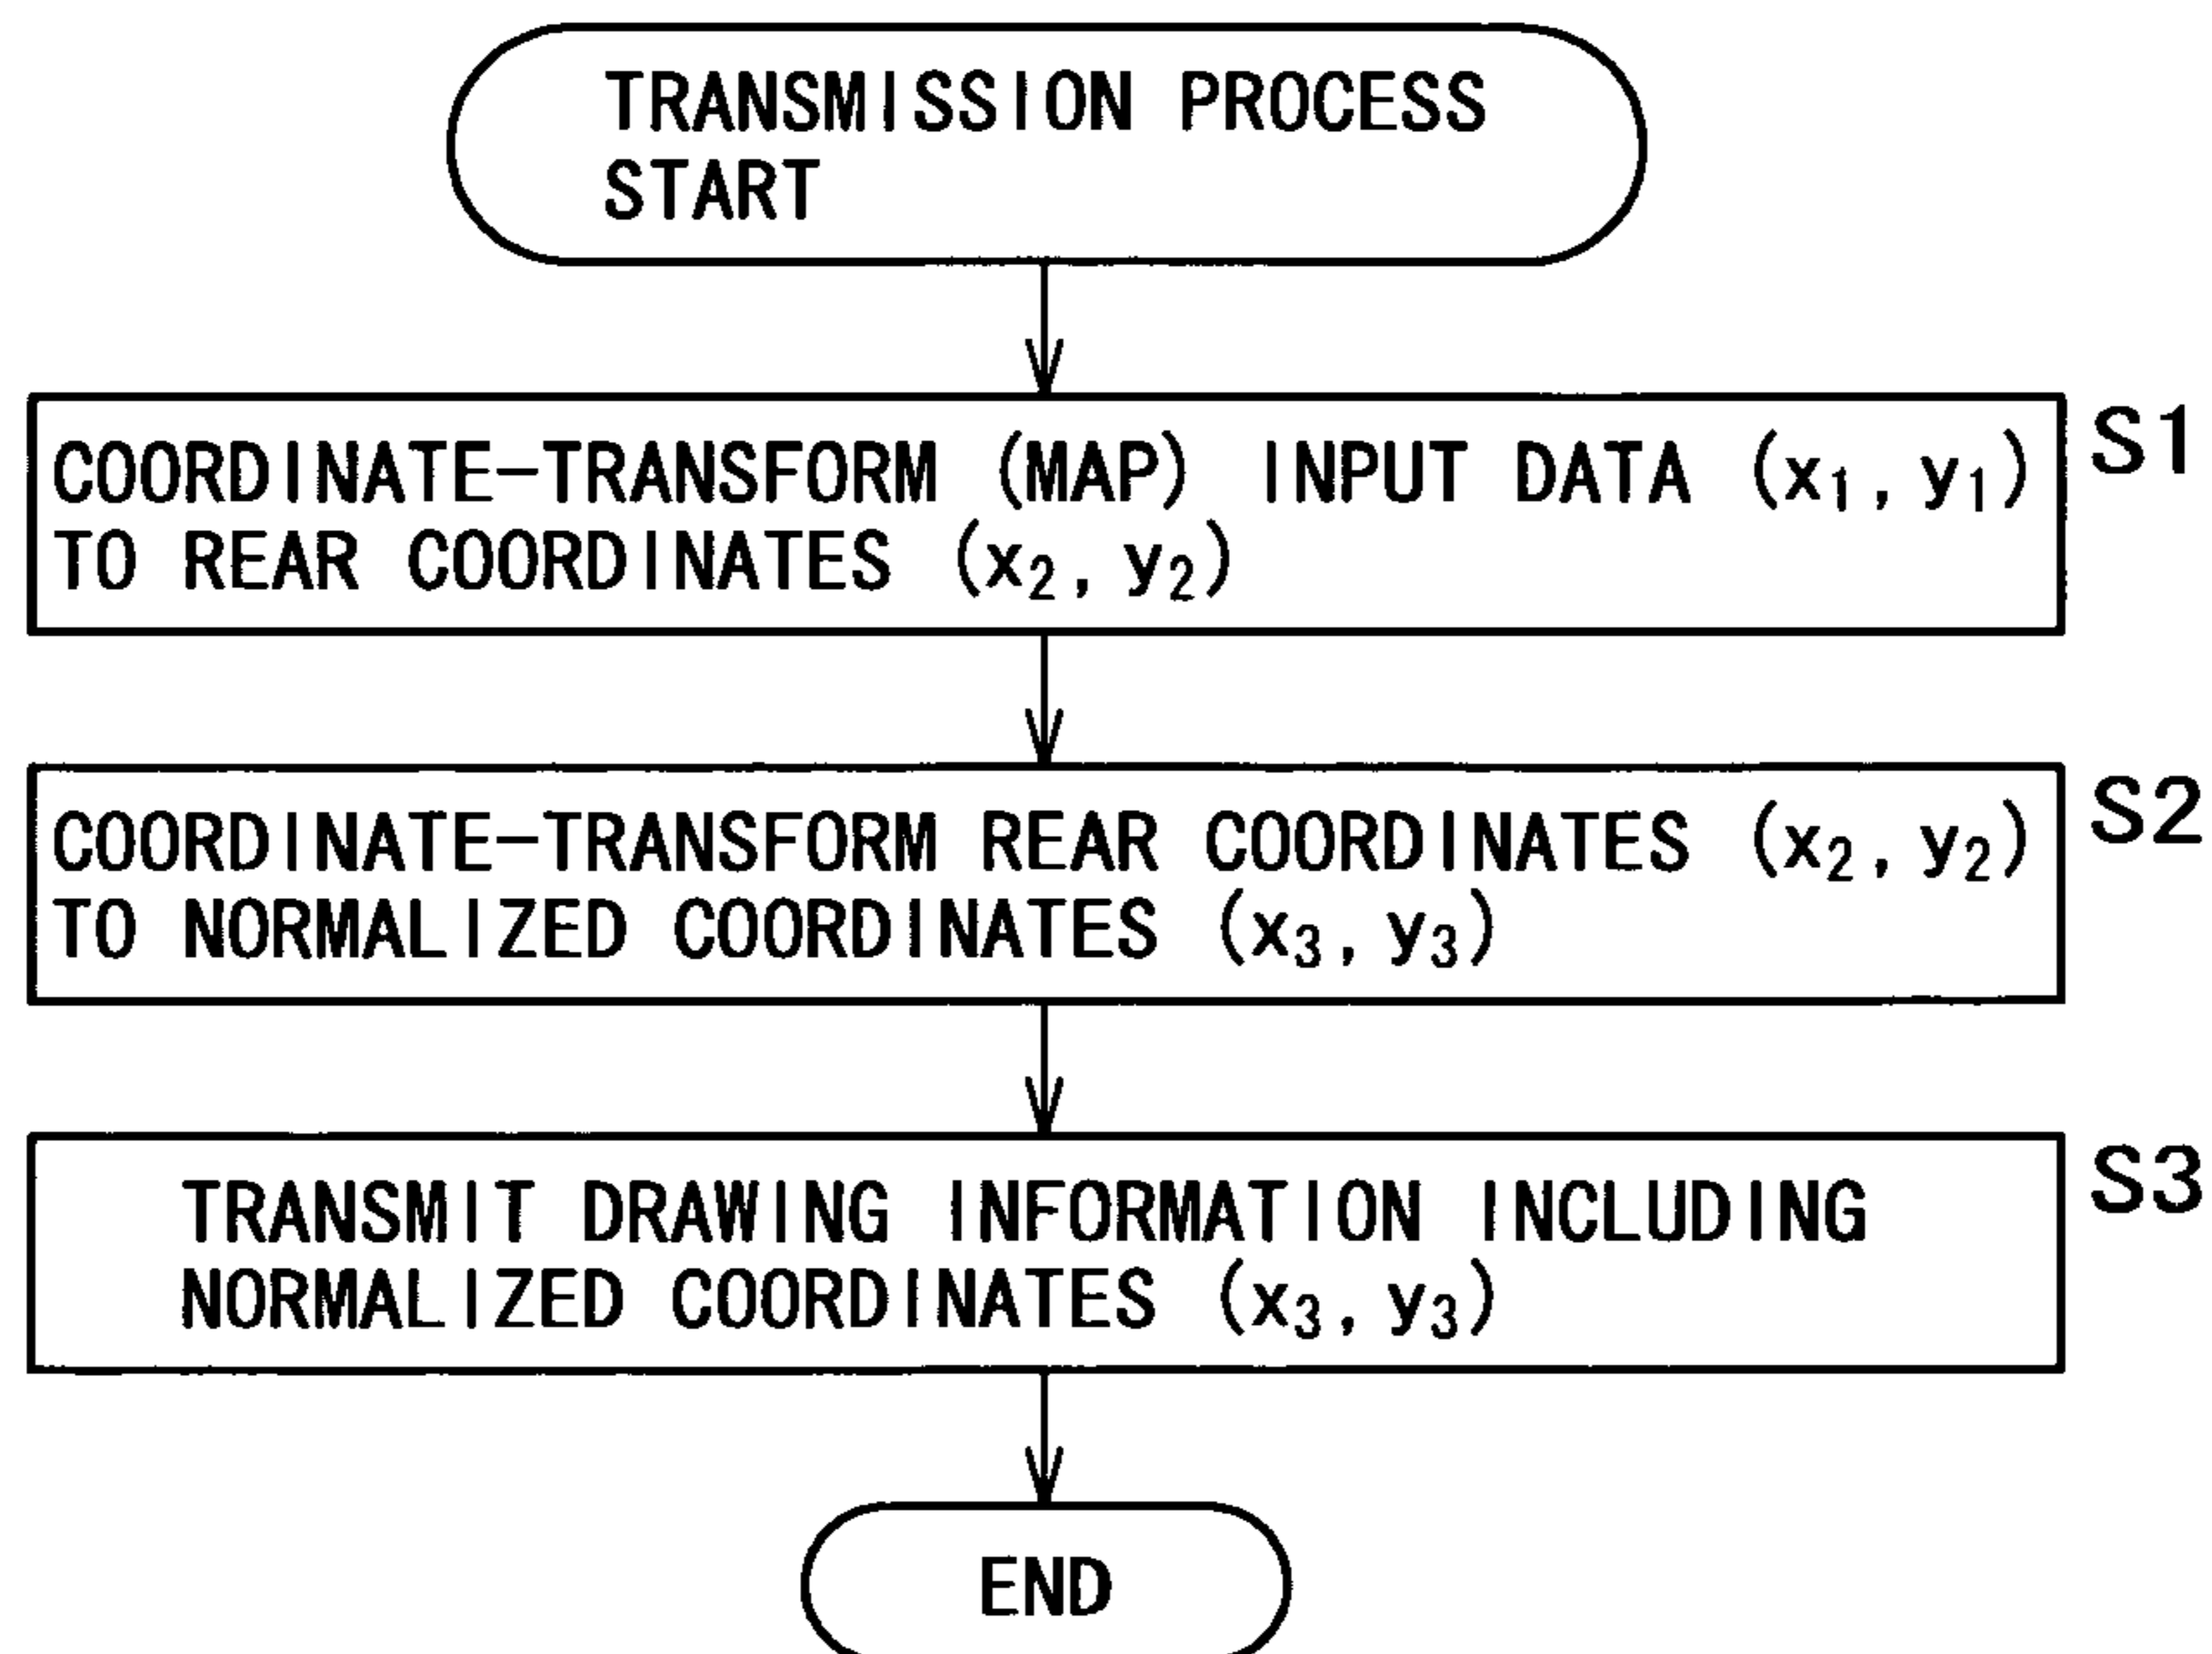 TRANSMISSION PROCESS
START
COORDINATE-TRANSFORM (MAP) INPUT DATA (x₁, y₁)
TO REAR COORDINATES (x₂, y₂)
S1
COORDINATE-TRANSFORM REAR COORDINATES (x₂, y₂)
TO NORMALIZED COORDINATES (x₃, y₃)
S2
TRANSMIT DRAWING INFORMATION INCLUDING
NORMALIZED COORDINATES (x₃, y₃)
S3
END